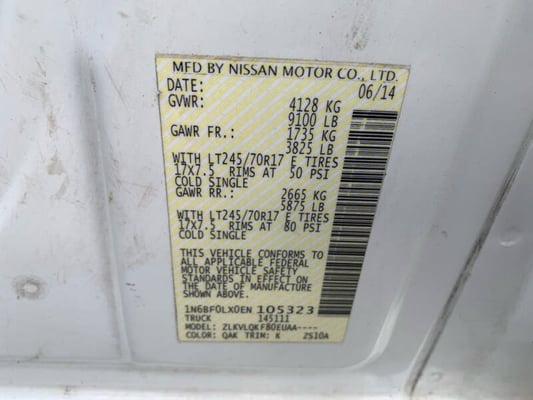 MFD BY NISSAN MOTOR CO., LTD.
DATE: 06/14
GVWR: 4128 KG
9100 LB
GAWR FR.: 1735 KG
3825 LB
WITH LT245/70R17 E TIRES
17X7.5 RIMS AT 50 PSI
COLD SINGLE
GAWR RR.: 2665 KG
5875 LB
WITH LT245/70R17 E TIRES
17X7.5 RIMS AT 80 PSI
COLD SINGLE
THIS VEHICLE CONFORMS TO
ALL APPLICABLE FEDERAL
MOTOR VEHICLE SAFETY
STANDARDS IN EFFECT ON
THE DATE OF MANUFACTURE
SHOWN ABOVE.
1N6BF0LX0EN 105323
TRUCK 145111
MODEL: ZLKVLQKF80EUAA----
COLOR: QAK TRIM: K ZS10A